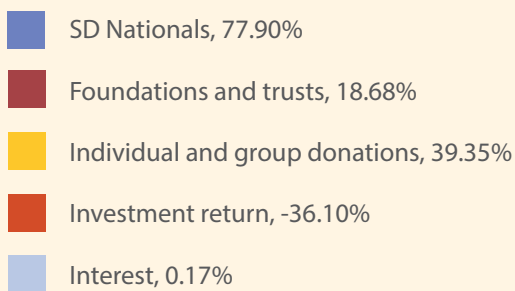 SD Nationals, 77.90%
Foundations and trusts, 18.68%
Individual and group donations, 39.35%
Investment return, -36.10%
Interest, 0.17%